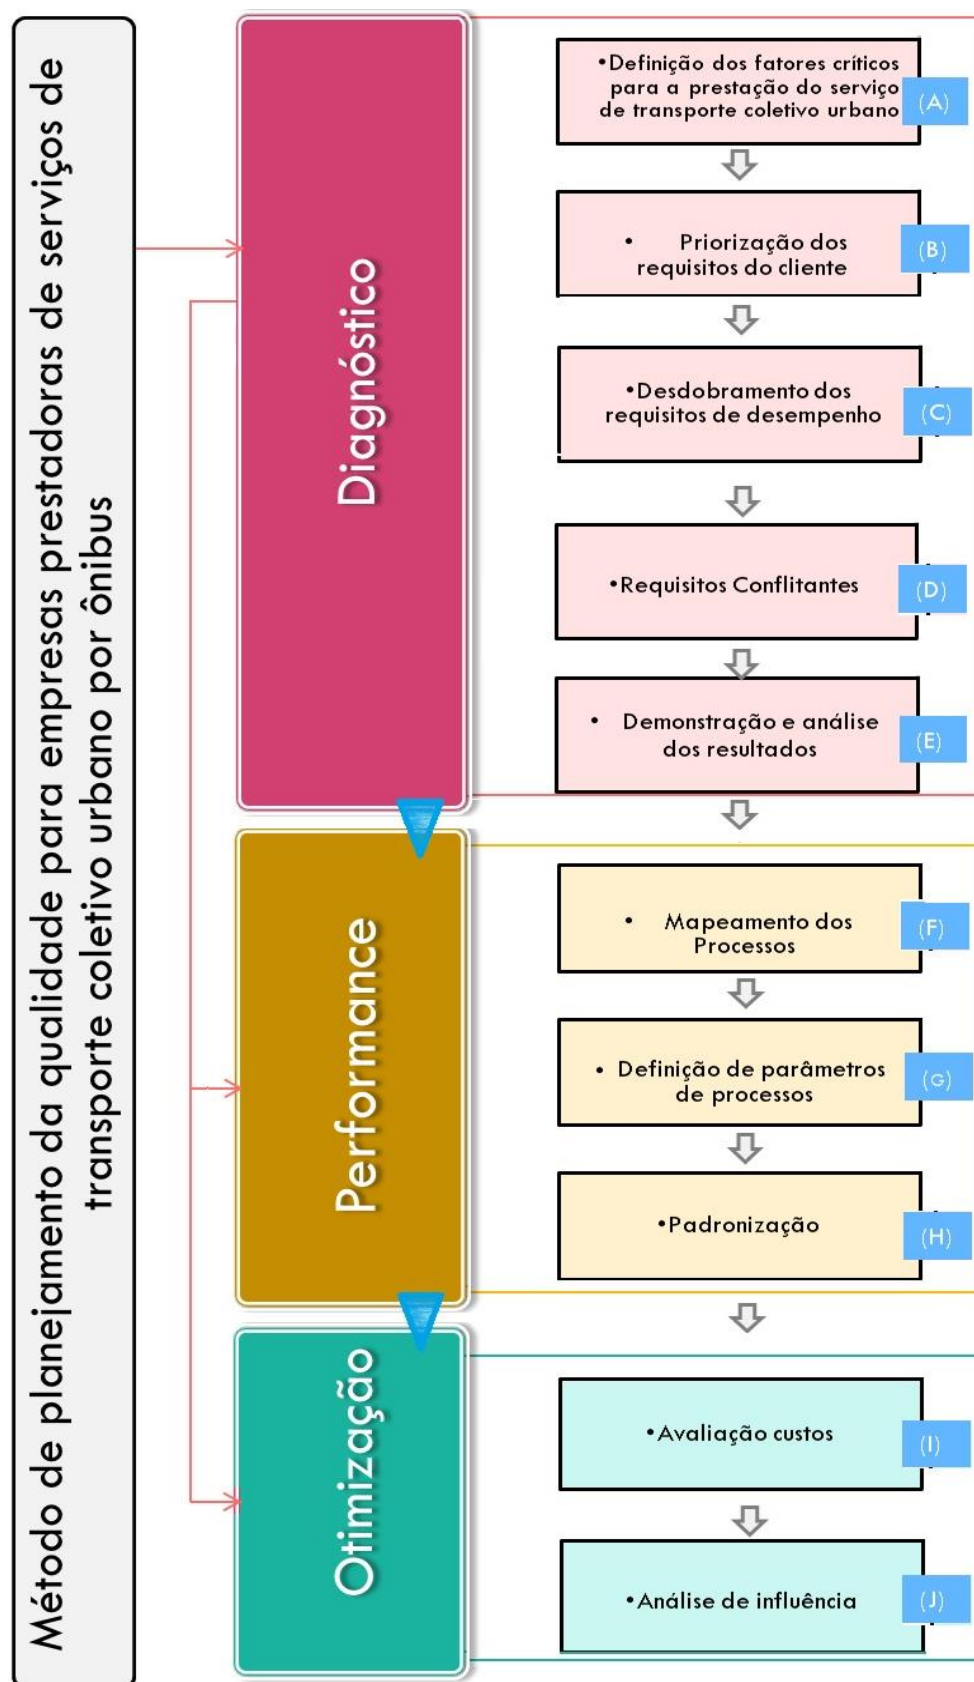 Método de planejamento da qualidade para empresas prestadoras de serviços de
transporte coletivo urbano por ônibus
Diagnóstico
•Definição dos fatores críticos
para a prestação do serviço
de transporte coletivo urbano
(A)
• Priorização dos
requisitos do cliente
(B)
•Desdobramento dos
requisitos de desempenho
(C)
•Requisitos Conflitantes
(D)
• Demonstração e análise
dos resultados
(E)
Performance
• Mapeamento dos
Processos
(F)
• Definição de parâmetros
de processos
(G)
•Padronização
(H)
Otimização
•Avaliação custos
(I)
•Análise de influência
(J)